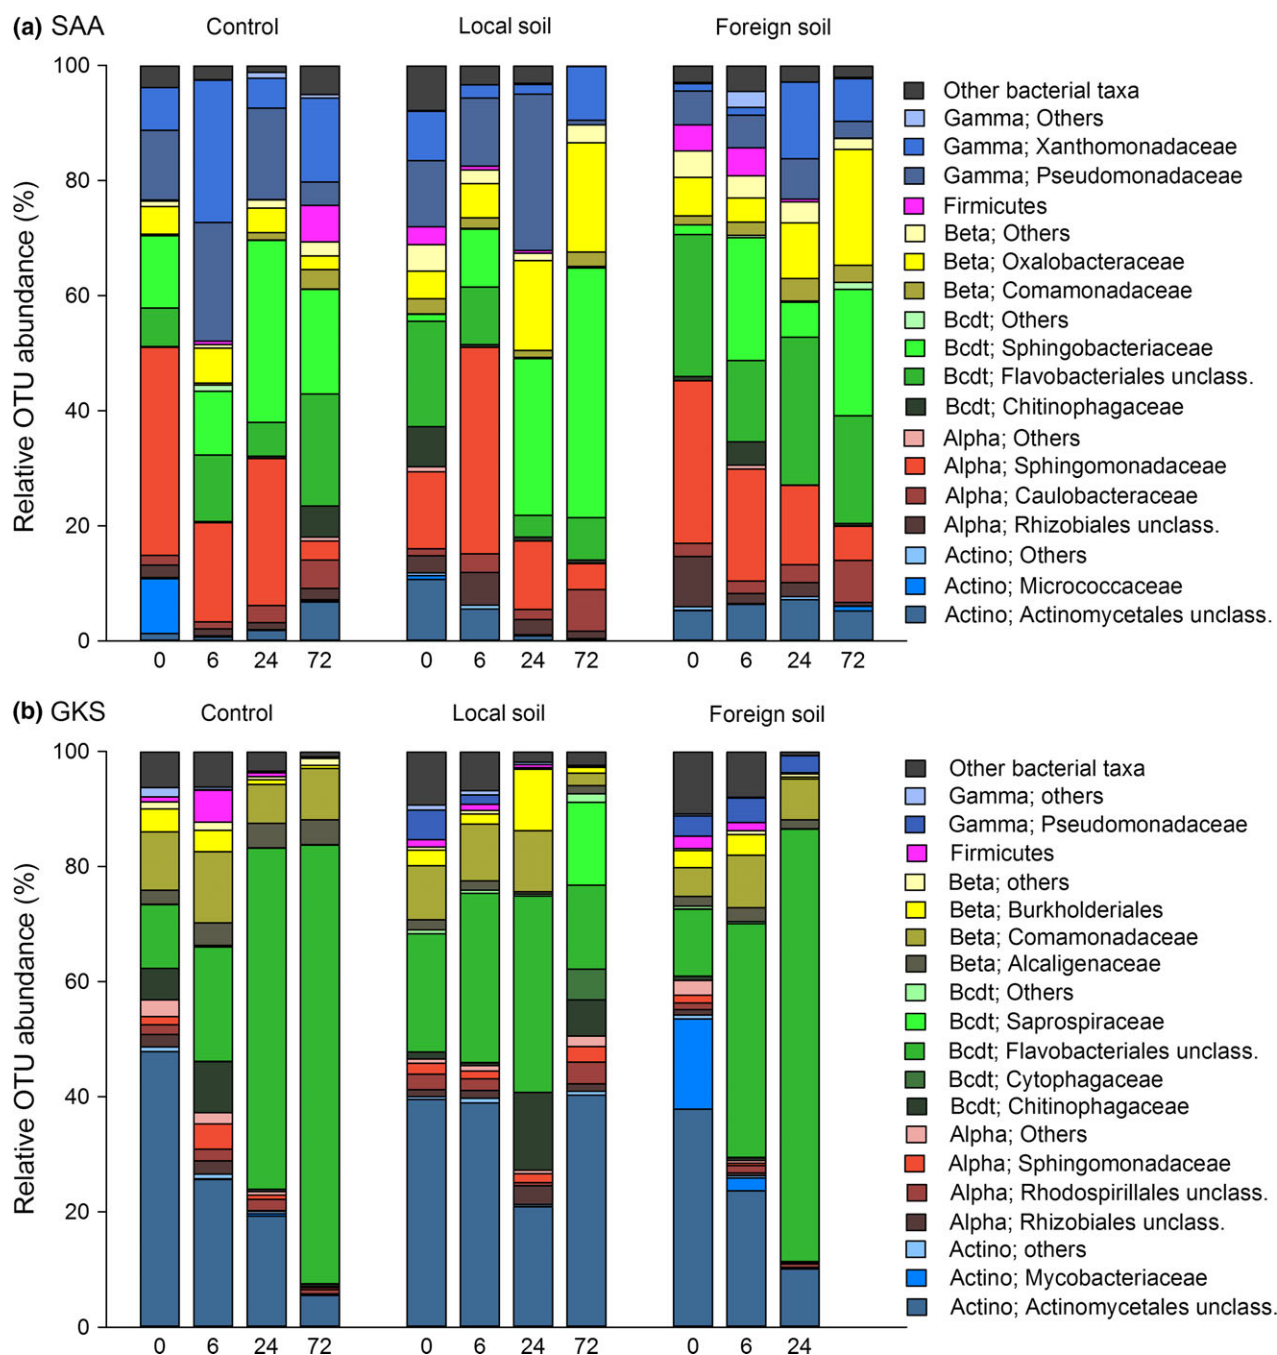 (a) SAA
Control
Local soil
Foreign soil
Relative OTU abundance (%)
100
80
60
40
20
0
0 6 24 72
0 6 24 72
0 6 24 72
Other bacterial taxa
Gamma; Others
Gamma; Xanthomonadaceae
Gamma; Pseudomonadaceae
Firmicutes
Beta; Others
Beta; Oxalobacteraceae
Beta; Comamonadaceae
Bcdt; Others
Bcdt; Sphingobacteriaceae
Bcdt; Flavobacteriales unclass.
Bcdt; Chitinophagaceae
Alpha; Others
Alpha; Sphingomonadaceae
Alpha; Caulobacteraceae
Alpha; Rhizobiales unclass.
Actino; Others
Actino; Micrococcaceae
Actino; Actinomycetales unclass.
(b) GKS
Control
Local soil
Foreign soil
Relative OTU abundance (%)
100
80
60
40
20
0
0 6 24 72
0 6 24 72
0 6 24
Other bacterial taxa
Gamma; others
Gamma; Pseudomonadaceae
Firmicutes
Beta; others
Beta; Burkholderiales
Beta; Comamonadaceae
Beta; Alcaligenaceae
Bcdt; Others
Bcdt; Saprospiraceae
Bcdt; Flavobacteriales unclass.
Bcdt; Cytophagaceae
Bcdt; Chitinophagaceae
Alpha; Others
Alpha; Sphingomonadaceae
Alpha; Rhodospirillales unclass.
Alpha; Rhizobiales unclass.
Actino; others
Actino; Mycobacteriaceae
Actino; Actinomycetales unclass.